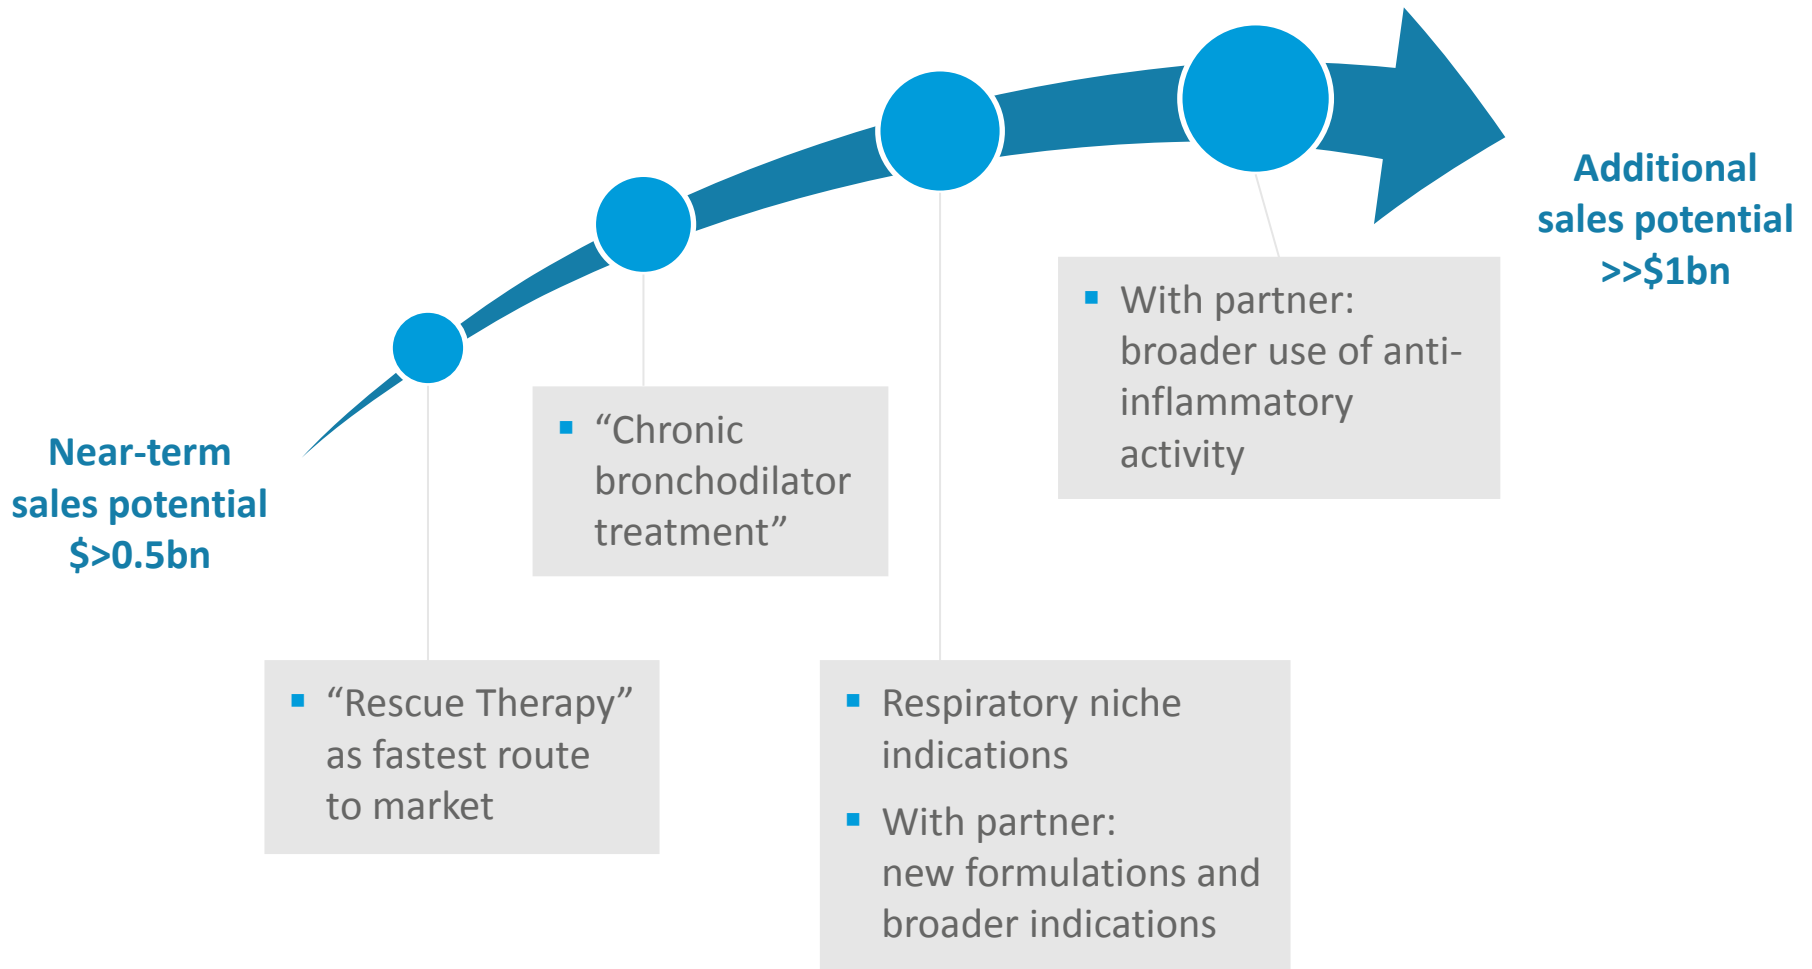 Near-term
sales potential
$>0.5bn
▪ “Rescue Therapy”
as fastest route
to market
▪ “Chronic
bronchodilator
treatment”
▪ Respiratory niche
indications
▪ With partner:
new formulations and
broader indications
▪ With partner:
broader use of anti-
inflammatory
activity
Additional
sales potential
>>$1bn